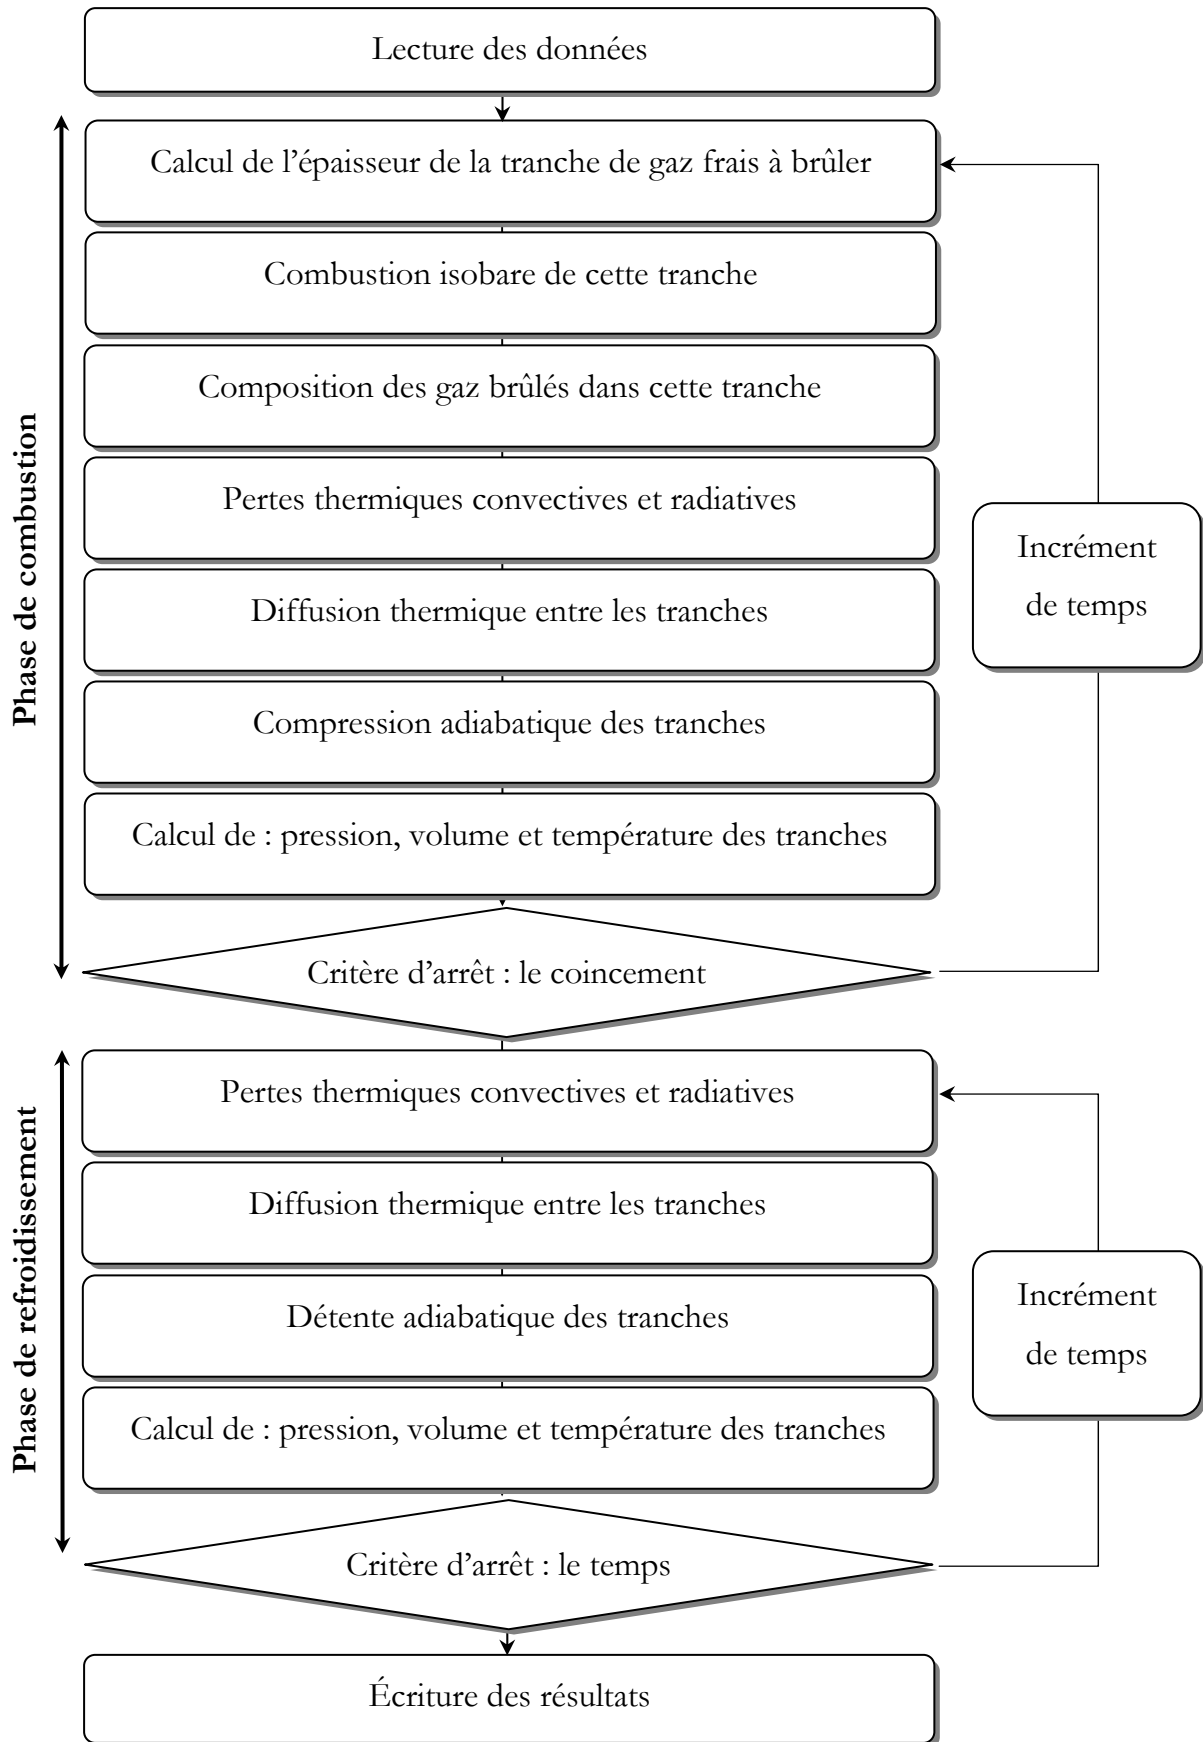 Lecture des données
Phase de combustion
Calcul de l’épaisseur de la tranche de gaz frais à brûler
Combustion isobare de cette tranche
Composition des gaz brûlés dans cette tranche
Pertes thermiques convectives et radiatives
Diffusion thermique entre les tranches
Compression adiabatique des tranches
Calcul de : pression, volume et température des tranches
Critère d'arrêt : le coincement
Incrément
de temps
Phase de refroidissement
Pertes thermiques convectives et radiatives
Diffusion thermique entre les tranches
Détente adiabatique des tranches
Calcul de : pression, volume et température des tranches
Critère d’arrêt : le temps
Incrément
de temps
Écriture des résultats